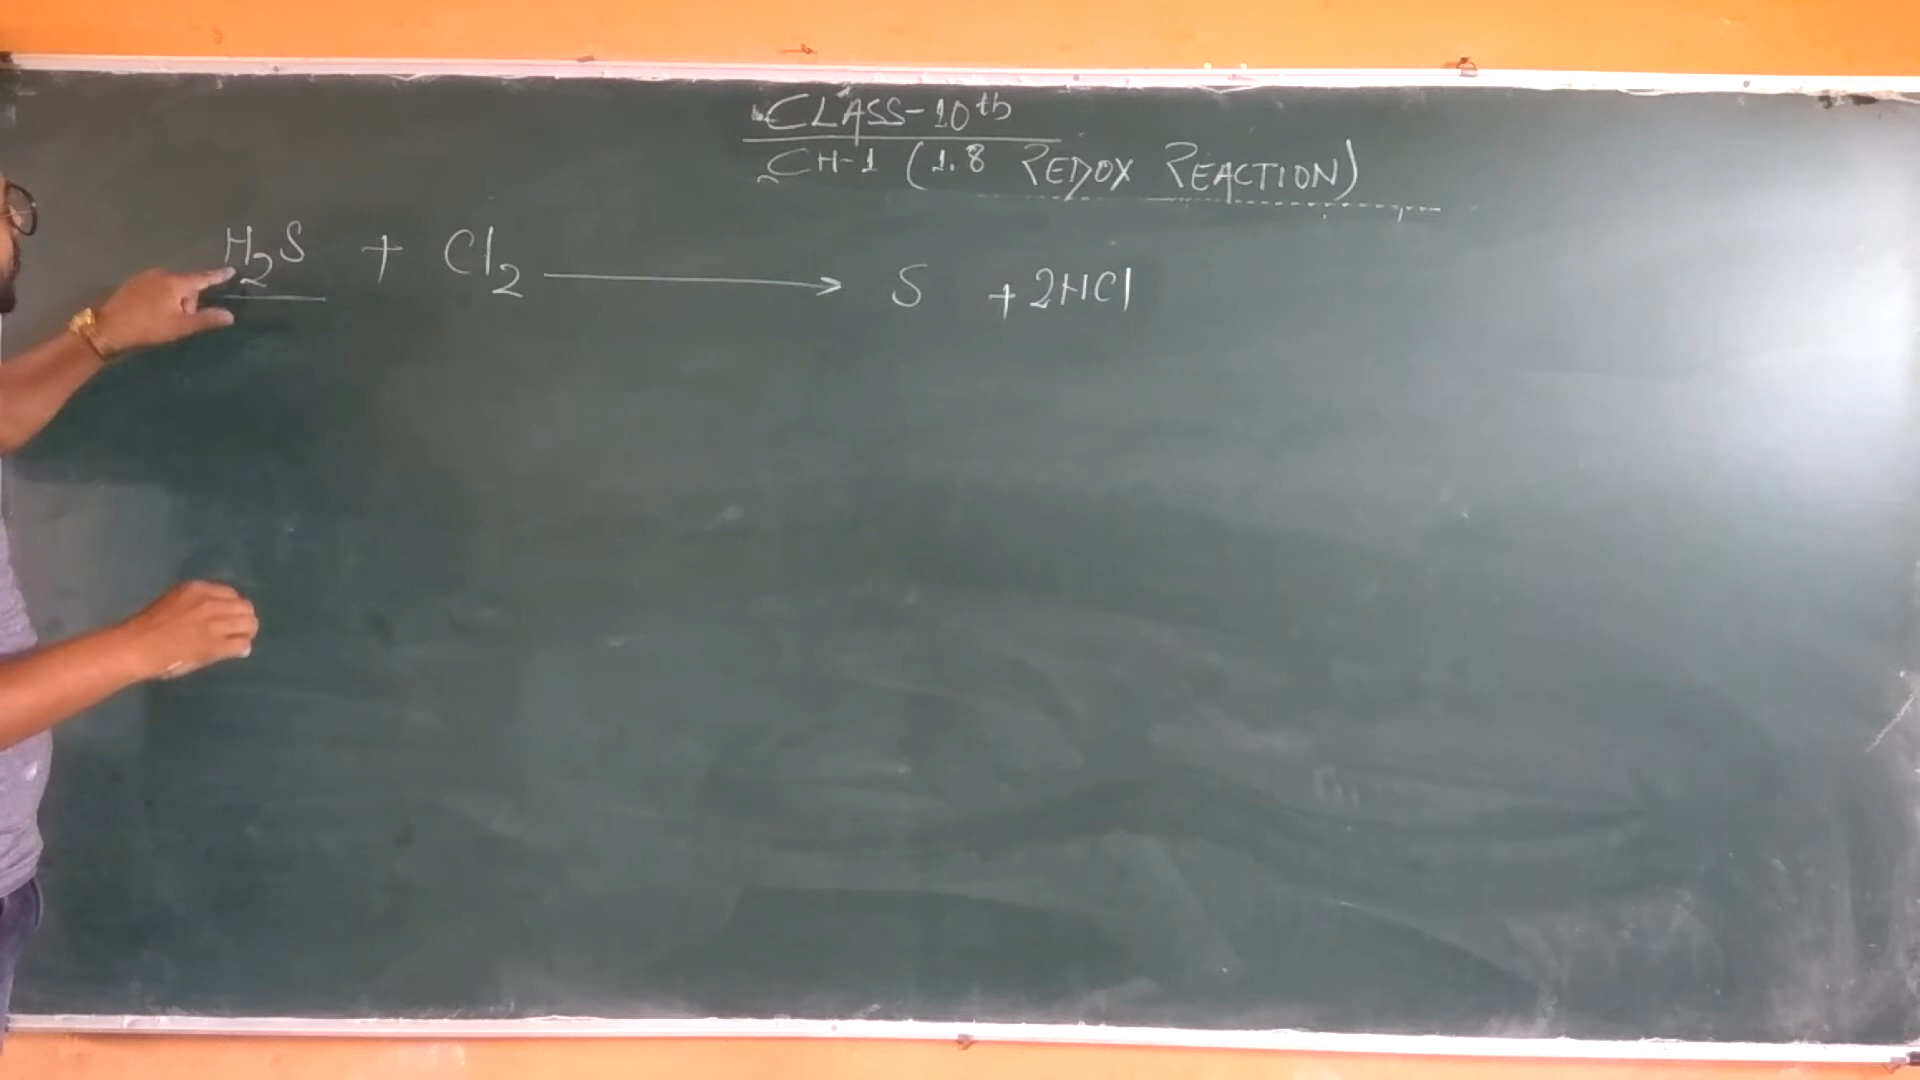 CLASS-10th
CH-1 (1.8 REDOX REACTION)
H₂S + Cl₂ ⟶ S + 2HCl